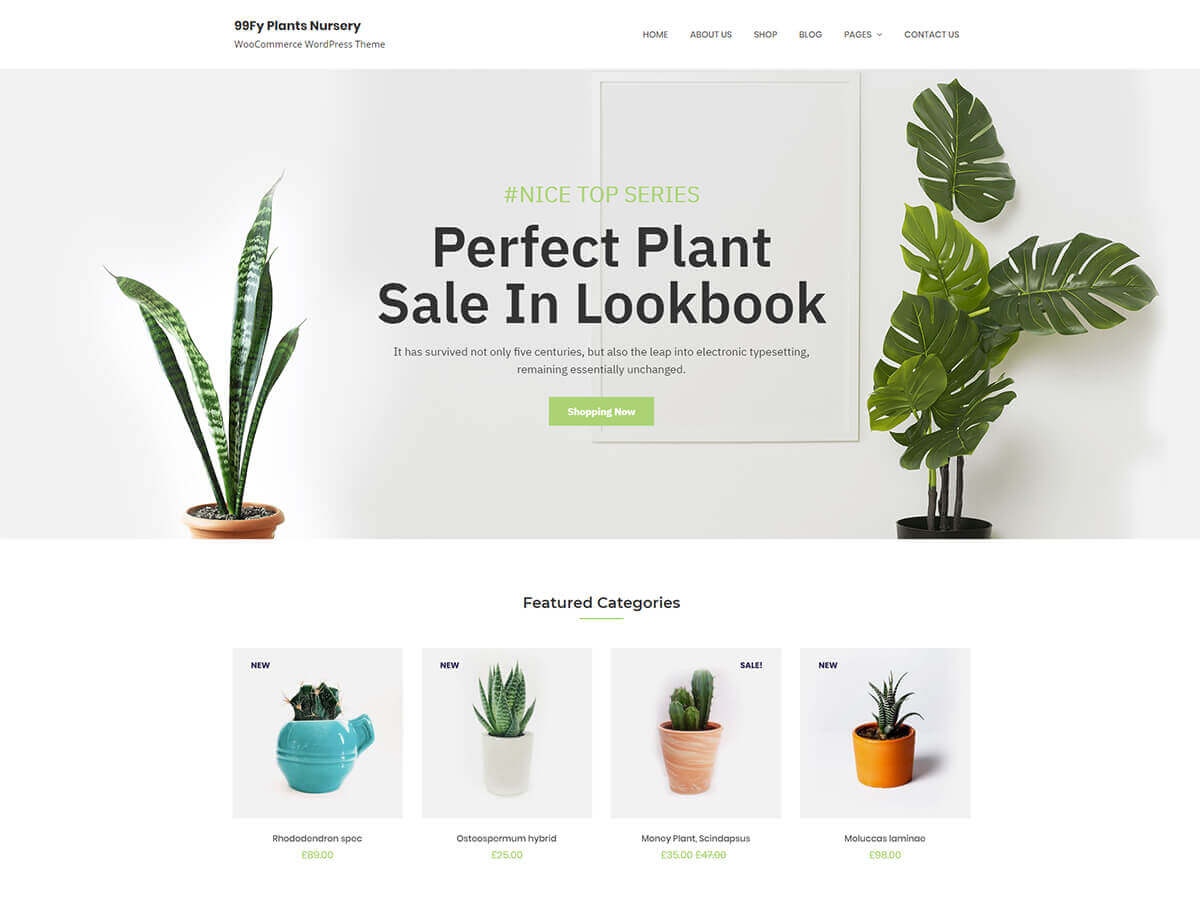 99Fy Plants Nursery
WooCommerce WordPress Theme
HOME ABOUT US SHOP BLOG PAGES CONTACT US
#NICE TOP SERIES
Perfect Plant
Sale In Lookbook
It has survived not only five centuries, but also the leap into electronic typesetting,
remaining essentially unchanged.
Shopping Now
Featured Categories
NEW
NEW
SALE!
NEW
Rhododendron spec
£89.00
Osteospermum hybrid
£25.00
Money Plant, Scindapsus
£35.00 £47.00
Moluccas laminae
£98.00